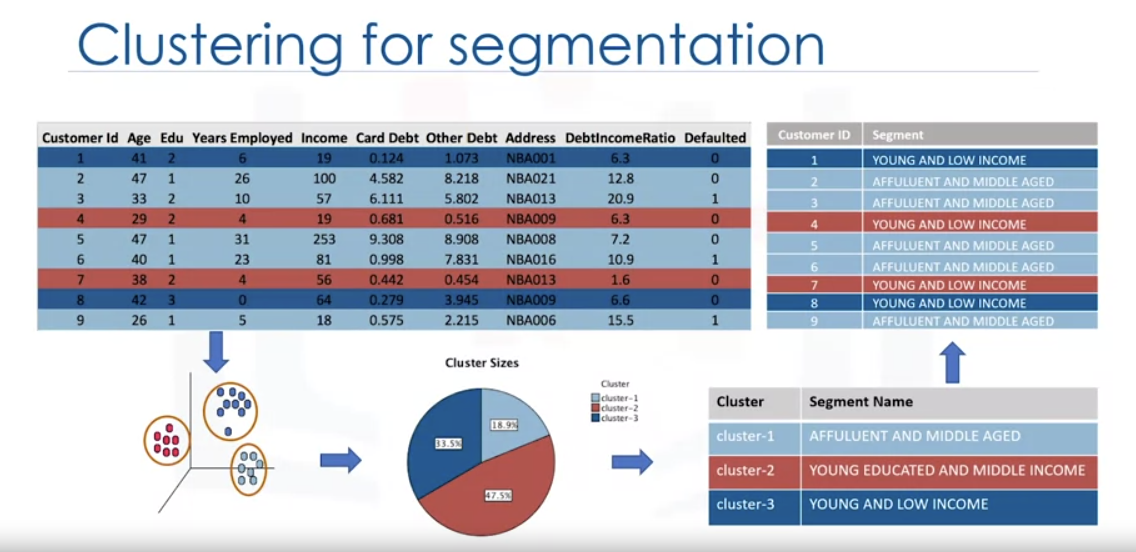 Clustering for segmentation
Customer Id Age Edu Years Employed Income Card Debt Other Debt Address DebtIncomeRatio Defaulted
1 41 2 6 19 0.124 1.073 NBA001 6.3 0
2 47 1 26 100 4.582 8.218 NBA021 12.8 0
3 33 2 10 57 6.111 5.802 NBA013 20.9 1
4 29 2 4 19 0.681 0.516 NBA009 6.3 0
5 47 1 31 253 9.308 8.908 NBA008 7.2 0
6 40 1 23 81 0.998 7.831 NBA016 10.9 1
7 38 2 4 56 0.442 0.454 NBA013 1.6 0
8 42 3 0 64 0.279 3.945 NBA009 6.6 0
9 26 1 5 18 0.575 2.215 NBA006 15.5 1
Customer ID Segment
1 YOUNG AND LOW INCOME
2 AFFULUENT AND MIDDLE AGED
3 AFFULUENT AND MIDDLE AGED
4 YOUNG AND LOW INCOME
5 AFFULUENT AND MIDDLE AGED
6 AFFULUENT AND MIDDLE AGED
7 YOUNG AND LOW INCOME
8 YOUNG AND LOW INCOME
9 AFFULUENT AND MIDDLE AGED
Cluster Sizes
18.9%
33.5%
47.5%
Cluster
cluster-1
cluster-2
cluster-3
Cluster Segment Name
cluster-1 AFFULUENT AND MIDDLE AGED
cluster-2 YOUNG EDUCATED AND MIDDLE INCOME
cluster-3 YOUNG AND LOW INCOME